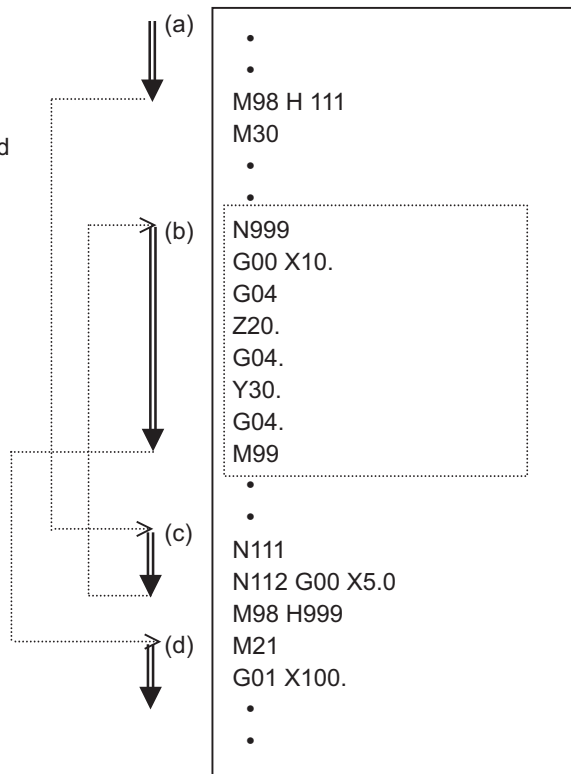 (a)
•
•
M98 H 111
M30
d
•
•
(b)
N999
G00 X10.
G04
Z20.
G04.
Y30.
G04.
M99
•
•
(c)
N111
N112 G00 X5.0
M98 H999
(d)
M21
G01 X100.
•
•